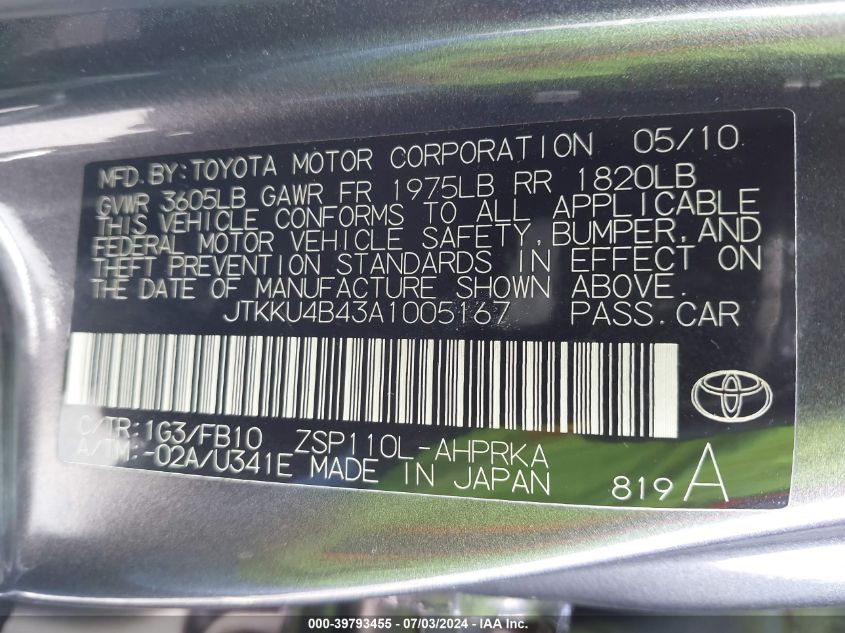 MFD. BY: TOYOTA MOTOR CORPORATION 05/10
GVWR 3605LB GAWR FR 1975LB RR 1820LB
THIS VEHICLE CONFORMS TO ALL APPLICABLE
FEDERAL MOTOR VEHICLE SAFETY, BUMPER, AND
THEFT PREVENTION STANDARDS IN EFFECT ON
THE DATE OF MANUFACTURE SHOWN ABOVE.
JTKKU4B43A1005167 PASS. CAR
C/TR: 1G3/FB10 ZSP110L-AHPRKA
A/TM: -02A/U341E MADE IN JAPAN 819 A
000-39793455 - 07/03/2024 - IAA Inc.